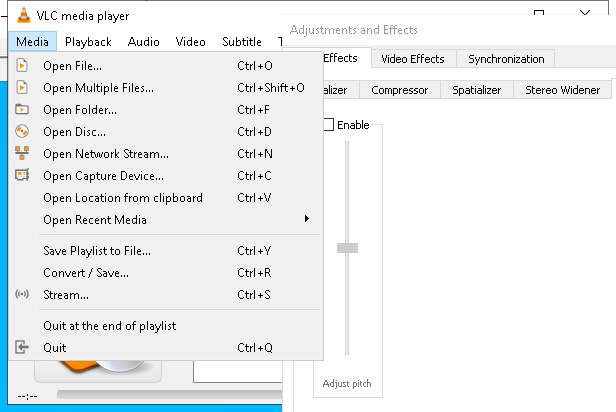 VLC media player
Adjustments and Effects
Media Playback Audio Video Subtitle T
Effects Video Effects Synchronization
alizer Compressor Spatializer Stereo Widener
Enable
Adjust pitch
Open File... Ctrl+O
Open Multiple Files... Ctrl+Shift+O
Open Folder... Ctrl+F
Open Disc... Ctrl+D
Open Network Stream... Ctrl+N
Open Capture Device... Ctrl+C
Open Location from clipboard Ctrl+V
Open Recent Media
Save Playlist to File... Ctrl+Y
Convert / Save... Ctrl+R
Stream... Ctrl+S
Quit at the end of playlist
Quit Ctrl+Q
--:--